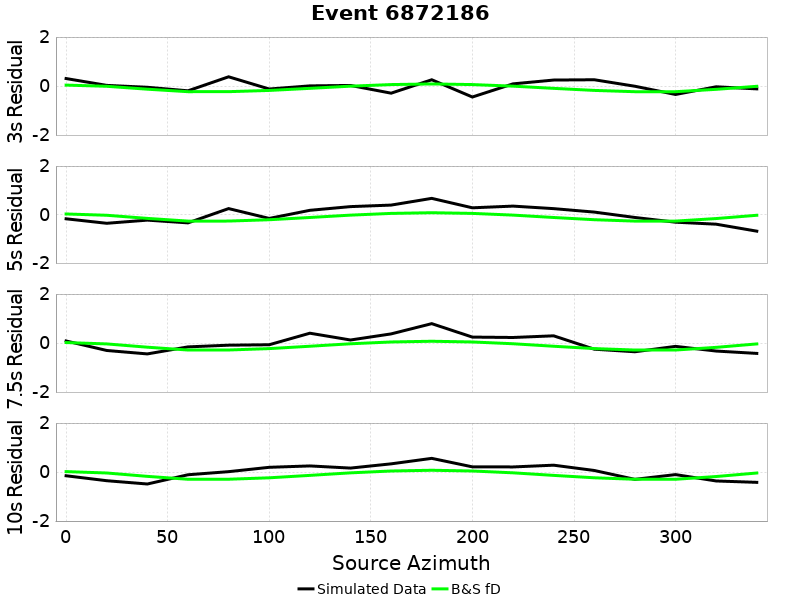 Event 6872186
3s Residual
2
0
-2
5s Residual
2
0
-2
7.5s Residual
2
0
-2
10s Residual
2
0
-2
0 50 100 150 200 250 300
Source Azimuth
Simulated Data B&S fD